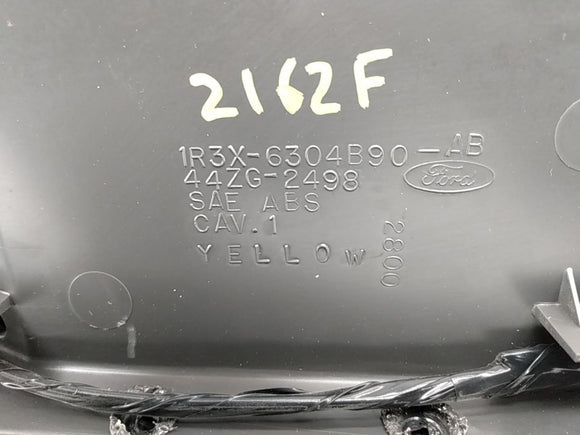 2162F
1R3X-6304B90-AB
44ZG-2498
Ford
SAE ABS
CAV.1
YELLOW
2800